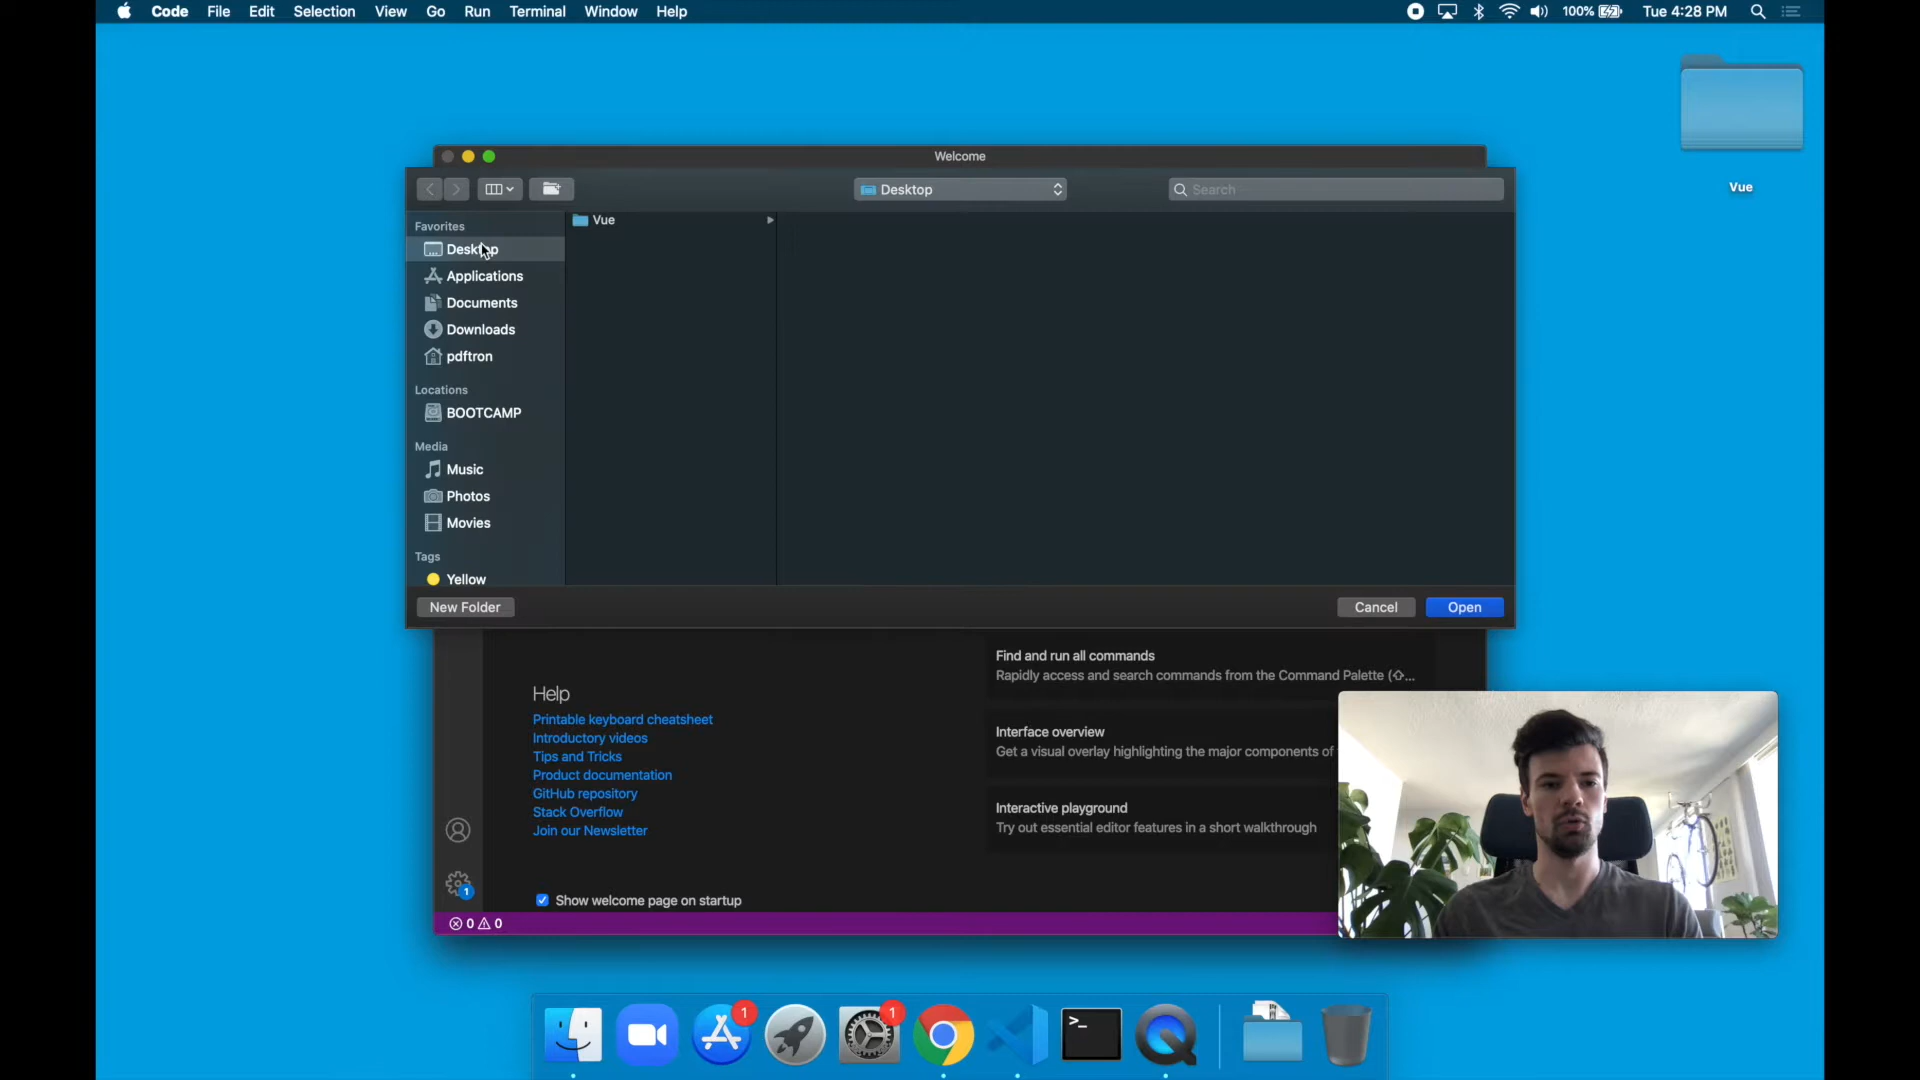 Code File Edit Selection View Go Run Terminal Window Help
100% Tue 4:28 PM
Vue
Welcome
Desktop
Search
Favorites
Desktop
Applications
Documents
Downloads
pdftron
Locations
BOOTCAMP
Media
Music
Photos
Movies
Tags
Yellow
Vue
New Folder
Cancel
Open
Help
Printable keyboard cheatsheet
Introductory videos
Tips and Tricks
Product documentation
GitHub repository
Stack Overflow
Join our Newsletter
Show welcome page on startup
Find and run all commands
Rapidly access and search commands from the Command Palette (⇧...
Interface overview
Get a visual overlay highlighting the major components of
Interactive playground
Try out essential editor features in a short walkthrough
1
0 0
1
1
>_